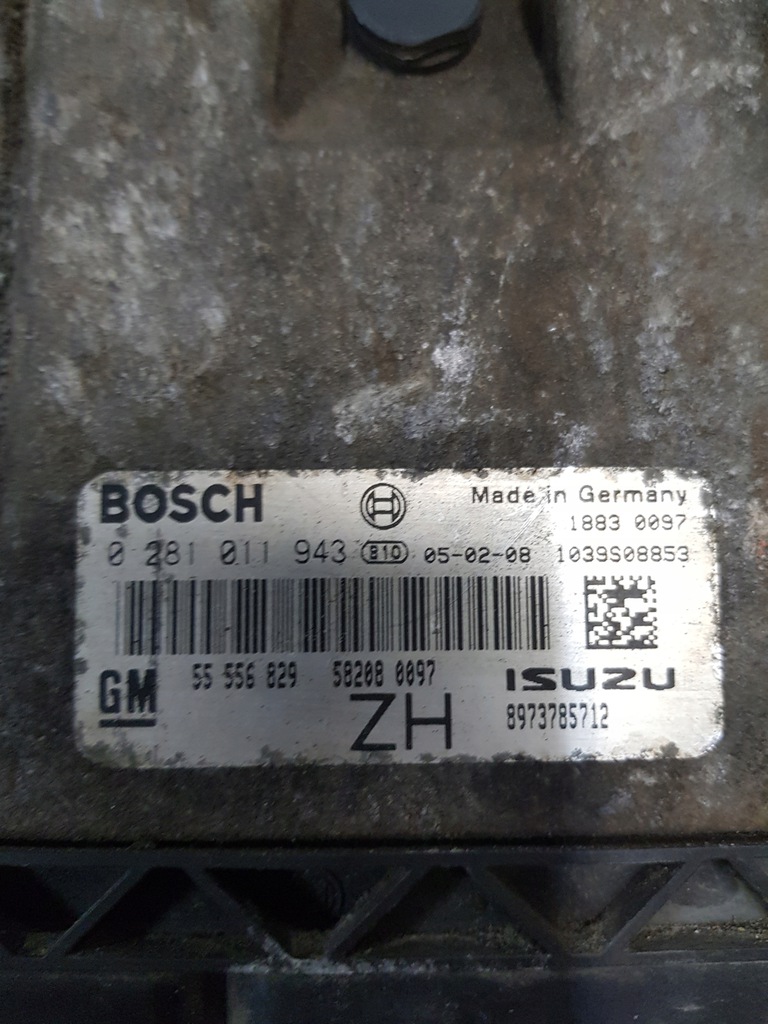 BOSCH
Made in Germany
1883 0097
0 281 011 943 B10 05-02-08 1039S08853
GM 55 556 829 58208 0097 ISUZU
ZH 8973785712